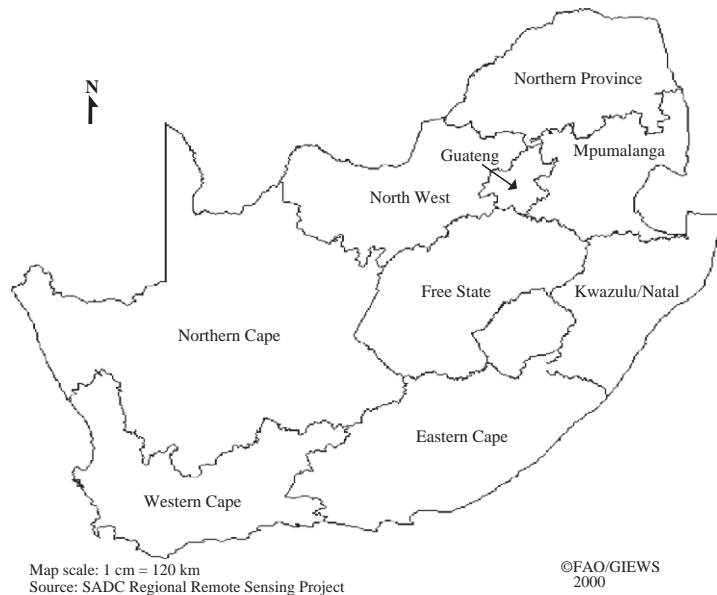 Northern Province
N
Mpumalanga
Guateng
North West
Free State
Kwazulu/Natal
Northern Cape
Eastern Cape
Western Cape
Map scale: 1 cm = 120 km
Source: SADC Regional Remote Sensing Project
©FAO/GIEWS
2000